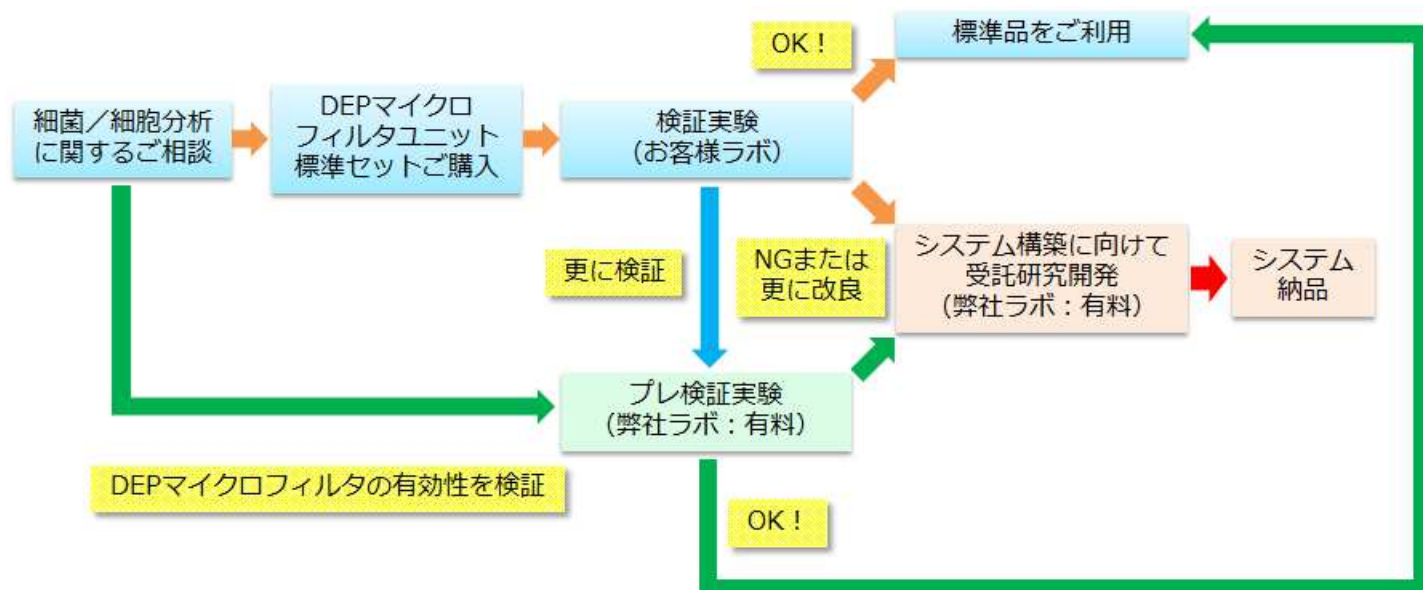 OK！
標準品をご利用
細菌／細胞分析
に関するご相談
DEPマイクロ
フィルタユニット
標準セットご購入
検証実験
（お客様ラボ）
更に検証
NGまたは
更に改良
システム構築に向けて
受託研究開発
（弊社ラボ：有料）
システム
納品
プレ検証実験
（弊社ラボ：有料）
DEPマイクロフィルタの有効性を検証
OK！